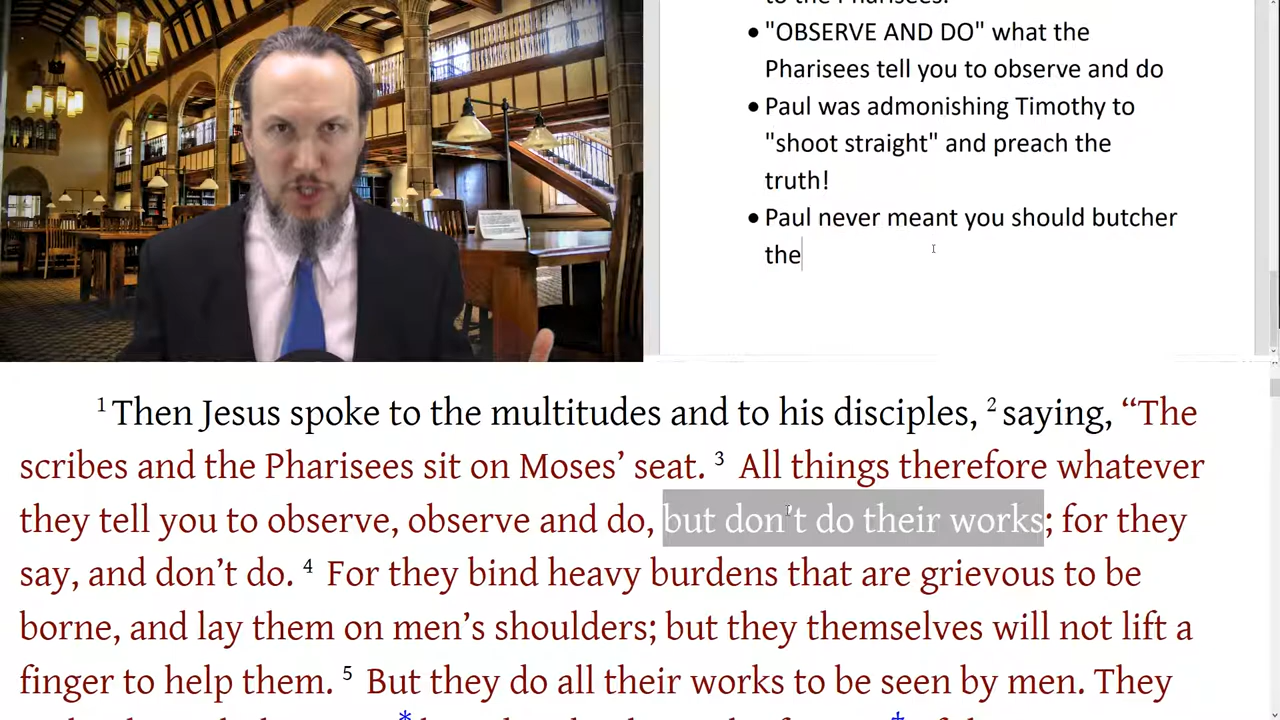 to the Pharisees.
• "OBSERVE AND DO" what the
Pharisees tell you to observe and do
• Paul was admonishing Timothy to
"shoot straight" and preach the
truth!
• Paul never meant you should butcher
the
1 Then Jesus spoke to the multitudes and to his disciples, 2 saying, “The
scribes and the Pharisees sit on Moses’ seat. 3 All things therefore whatever
they tell you to observe, observe and do, but don’t do their works; for they
say, and don’t do. 4 For they bind heavy burdens that are grievous to be
borne, and lay them on men’s shoulders; but they themselves will not lift a
finger to help them. 5 But they do all their works to be seen by men. They